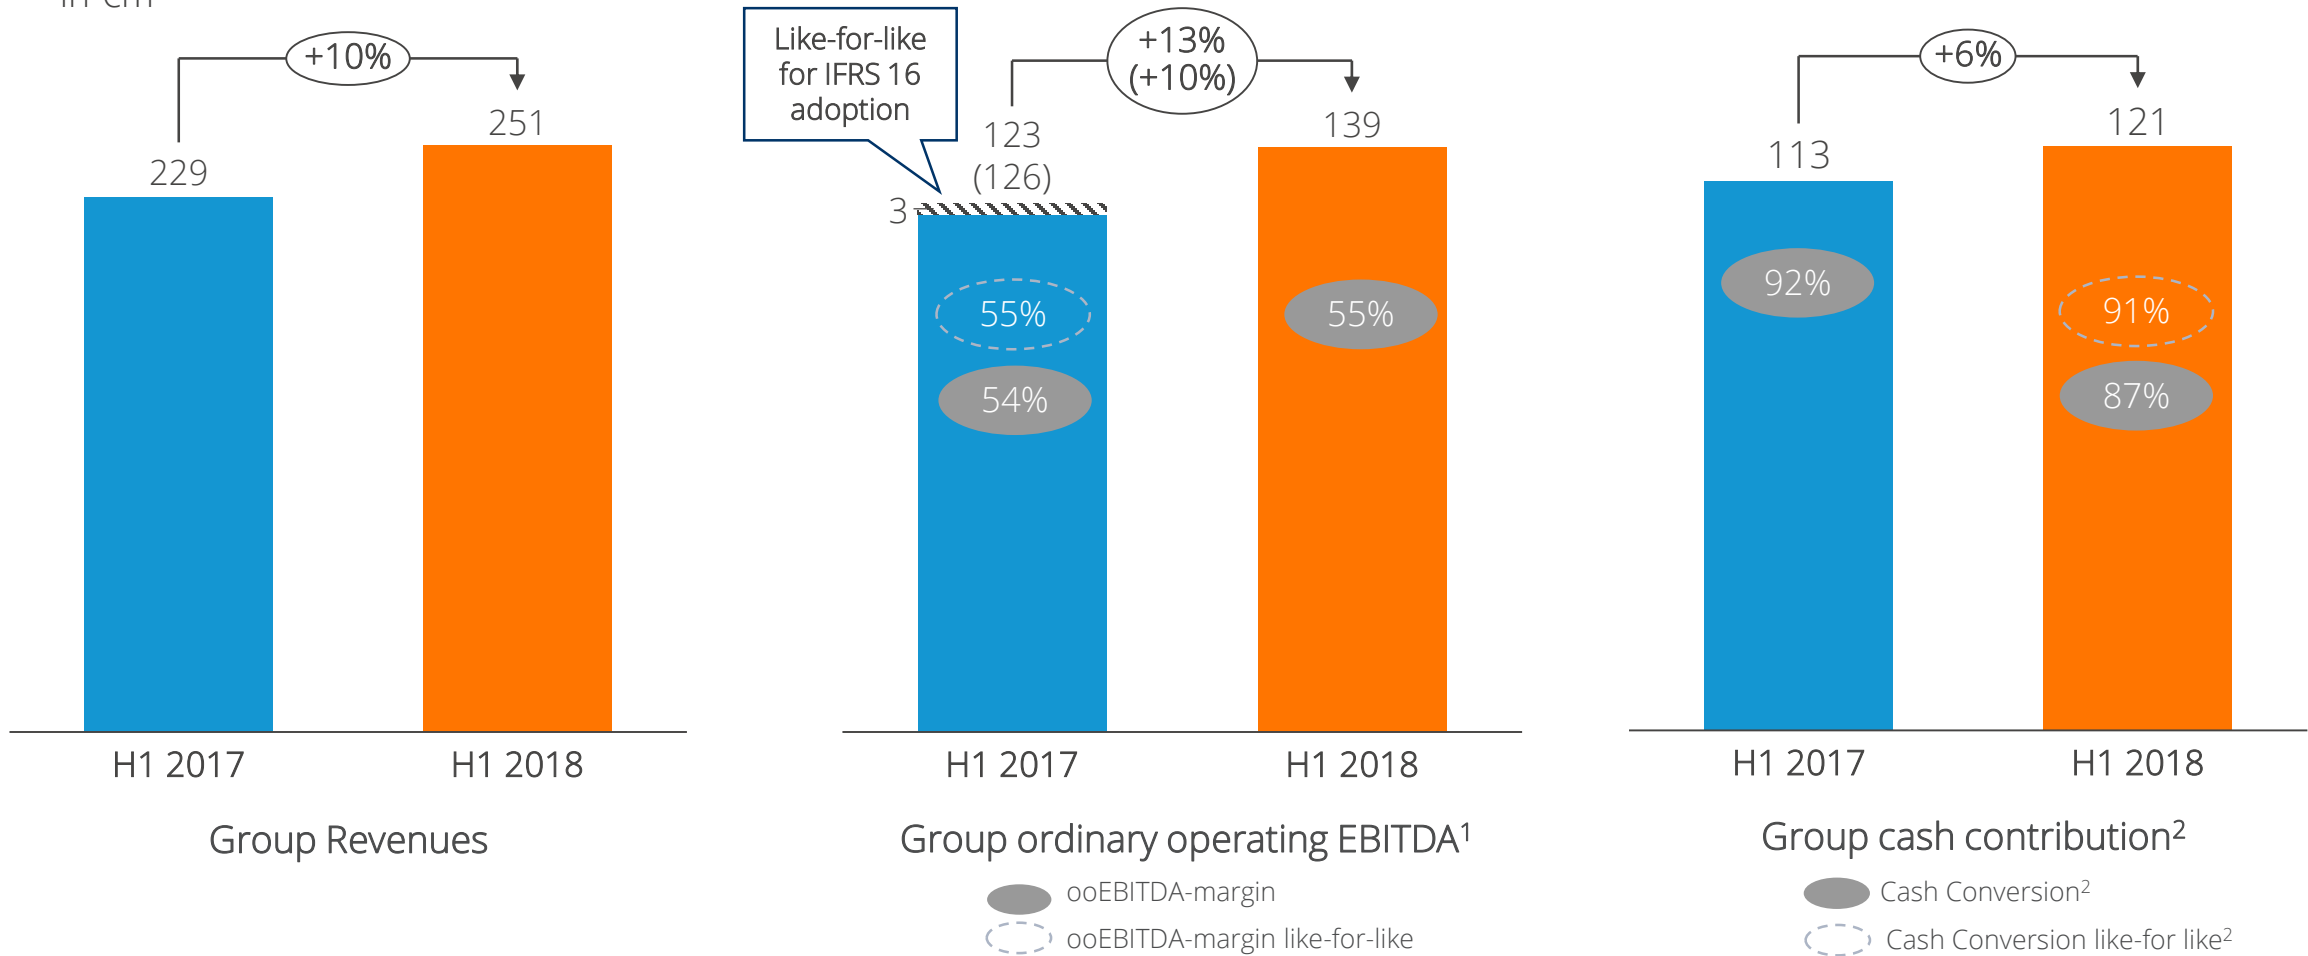 +10%
229
251
H1 2017
H1 2018
Group Revenues
Like-for-like
for IFRS 16
adoption
+13%
(+10%)
123
(126)
3
139
55%
54%
55%
H1 2017
H1 2018
Group ordinary operating EBITDA¹
ooEBITDA-margin
ooEBITDA-margin like-for-like
+6%
113
121
92%
91%
87%
H1 2017
H1 2018
Group cash contribution²
Cash Conversion²
Cash Conversion like-for like²